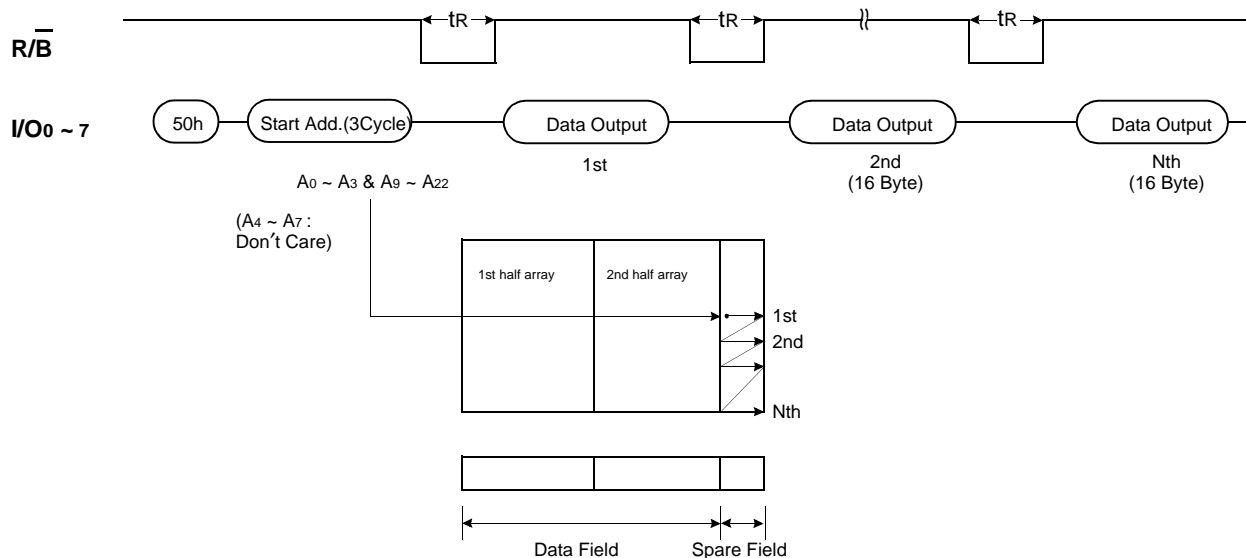 tR tR tR
R/B
I/O0 ~ 7
50h Start Add.(3Cycle) Data Output Data Output Data Output
1st 2nd Nth
(16 Byte) (16 Byte)
A0 ~ A3 & A9 ~ A22
(A4 ~ A7 :
Don′t Care)
1st half array 2nd half array
1st
2nd
Nth
Data Field Spare Field